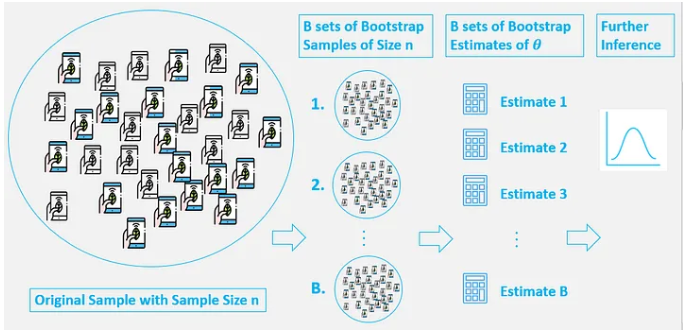 B sets of Bootstrap
Samples of Size n
B sets of Bootstrap
Estimates of θ
Further
Inference
1.
Estimate 1
Estimate 2
2.
Estimate 3
⋮
⋮
B.
Estimate B
Original Sample with Sample Size n